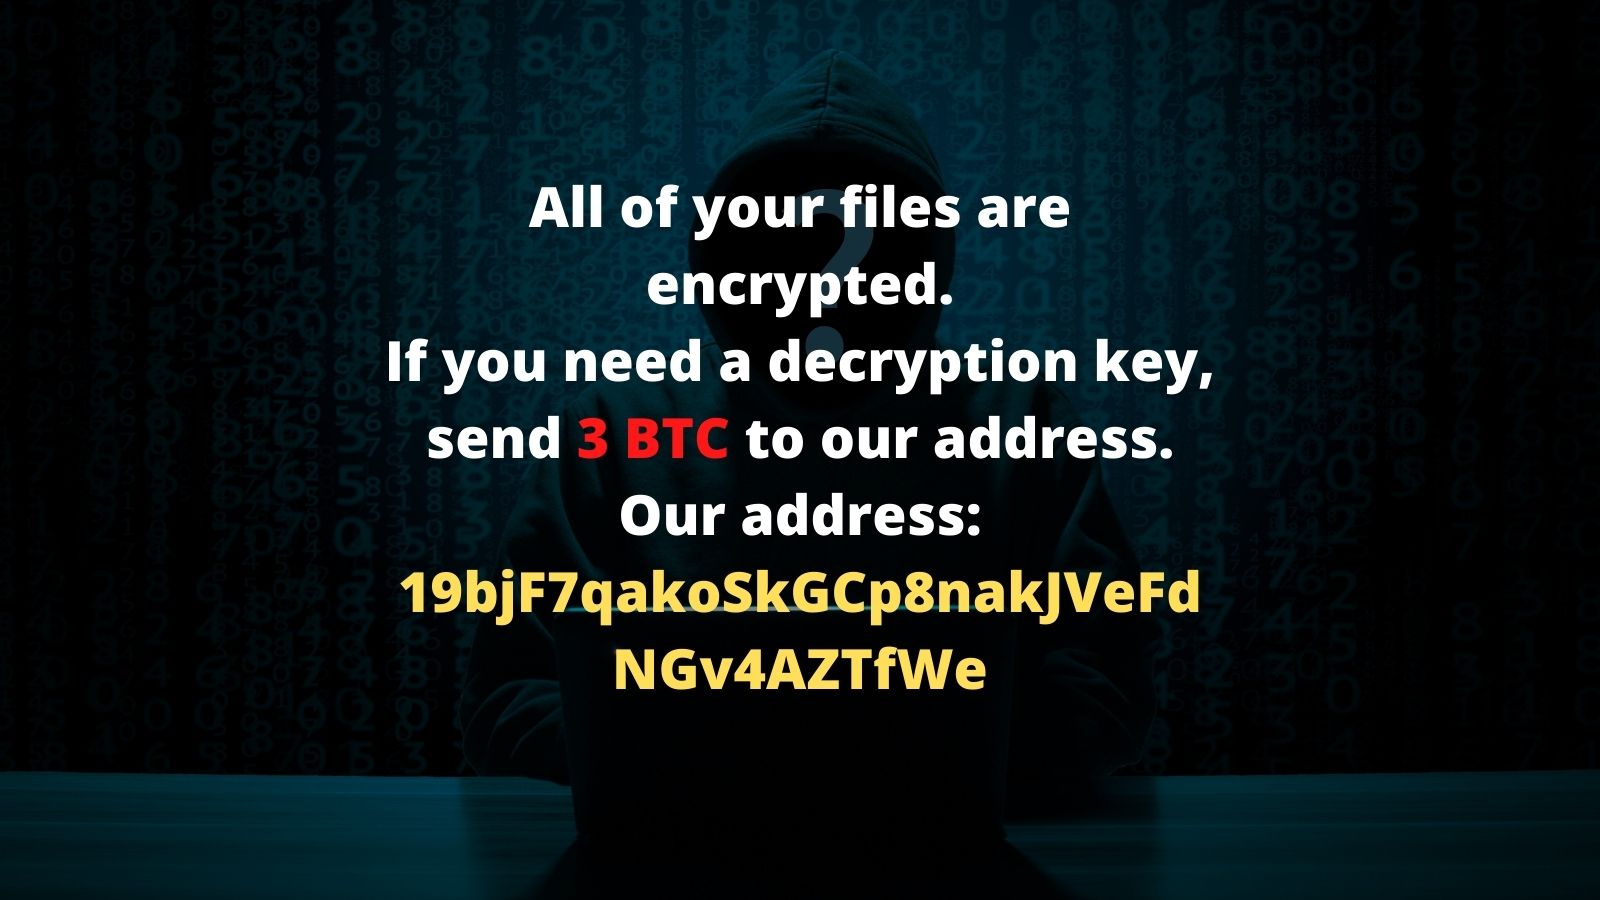 All of your files are
encrypted.
If you need a decryption key,
send 3 BTC to our address.
Our address:
19bjF7qakoSkGCp8nakJVeFd
NGv4AZTfWe